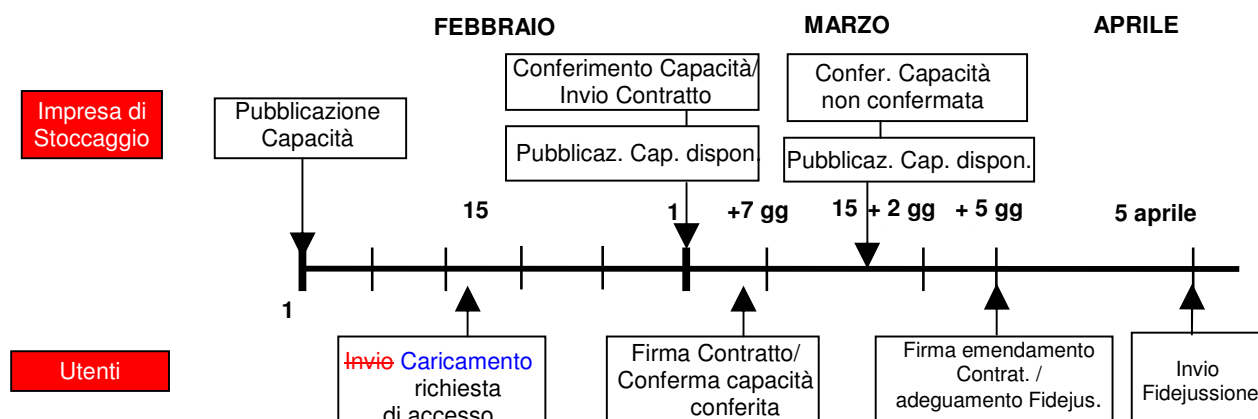 FEBBRAIO MARZO APRILE
Impresa di
Stoccaggio
Pubblicazione
Capacità
Conferimento Capacità/
Invio Contratto
Pubblicaz. Cap. dispon.
Confer. Capacità
non confermata
Pubblicaz. Cap. dispon.
15 1 +7 gg 15 + 2 gg + 5 gg 5 aprile
1
Utenti
Invio Caricamento
richiesta
di accesso
Firma Contratto/
Conferma capacità
conferita
Firma emendamento
Contrat. /
adeguamento Fidejus.
Invio
Fidejussione